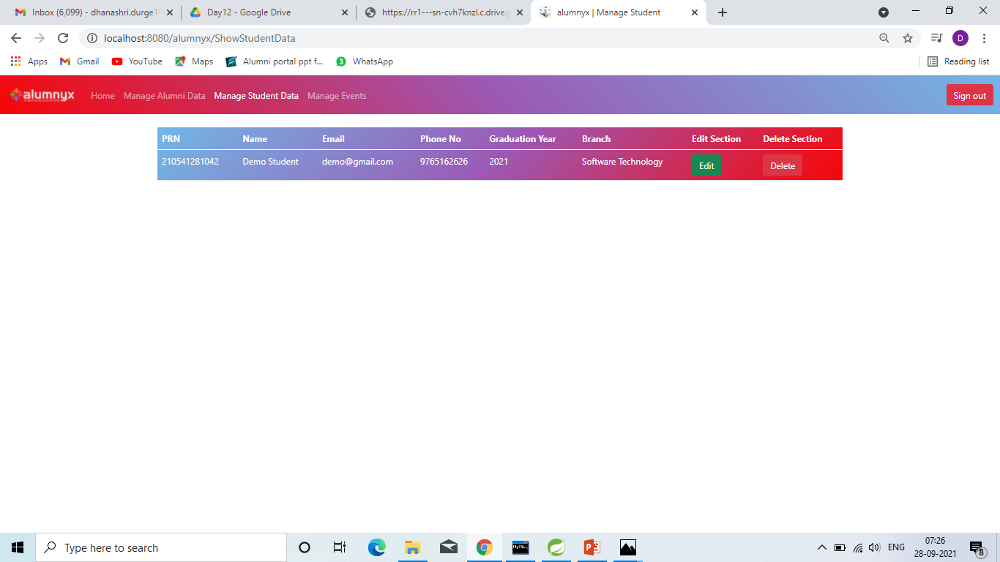 Inbox (6,099) - dhanashri.durge19
Day12 - Google Drive
https://rr1---sn-cvh7knzl.c.drive.g
alumnyx | Manage Student
localhost:8080/alumnyx/ShowStudentData
D
Apps Gmail YouTube Maps Alumni portal ppt f... 3 WhatsApp Reading list
alumnyx Home Manage Alumni Data Manage Student Data Manage Events Sign out
PRN Name Email Phone No Graduation Year Branch Edit Section Delete Section
210541281042 Demo Student demo@gmail.com 9765162626 2021 Software Technology Edit Delete
Type here to search
MySQL
ENG
07:26
28-09-2021
8